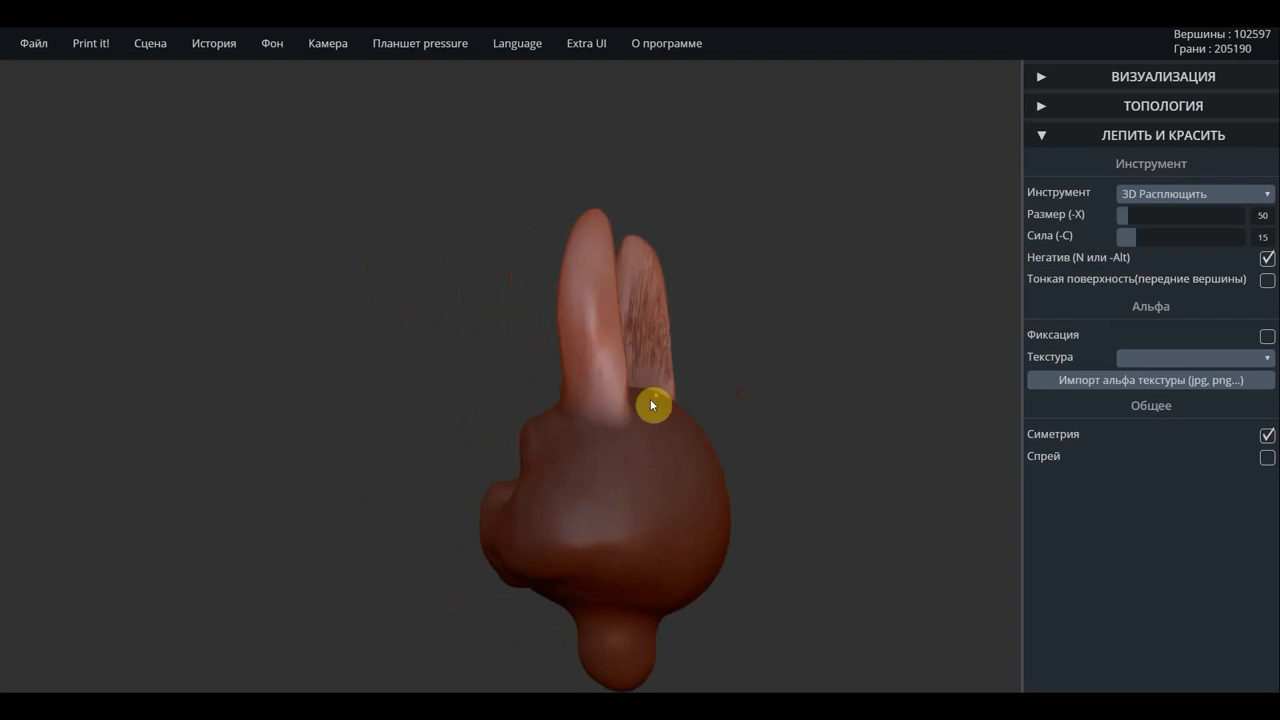 Файл Print it! Сцена История Фон Камера Планшет pressure Language Extra UI О программе
Вершины : 102597
Грани : 205190
ВИЗУАЛИЗАЦИЯ
ТОПОЛОГИЯ
ЛЕПИТЬ И КРАСИТЬ
Инструмент
Инструмент 3D Расплющить
Размер (-X) 50
Сила (-C) 15
Негатив (N или -Alt)
Тонкая поверхность(передние вершины)
Альфа
Фиксация
Текстура
Импорт альфа текстуры (jpg, png...)
Общее
Симетрия
Спрей